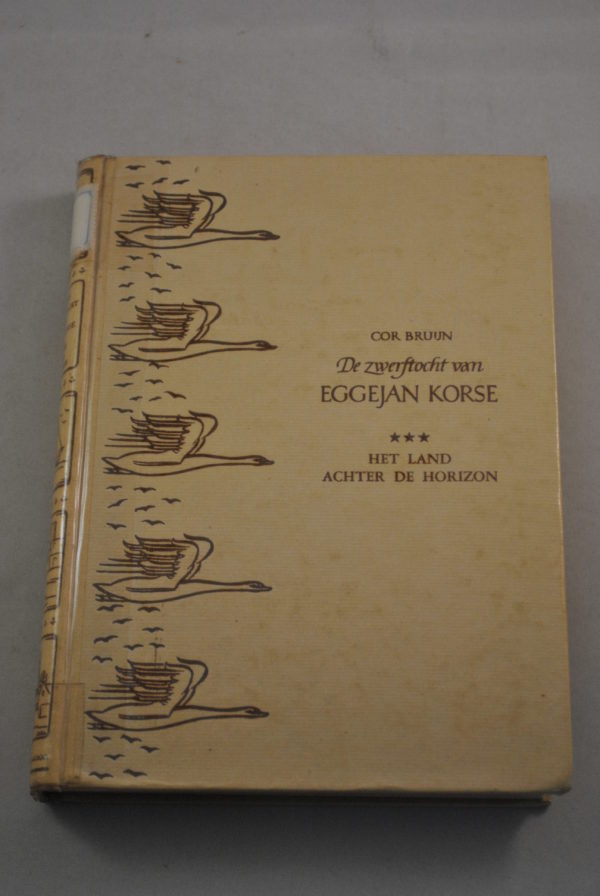 COR BRUIJN
De zwerftocht van
EGGEJAN KORSE
★★★
HET LAND
ACHTER DE HORIZON